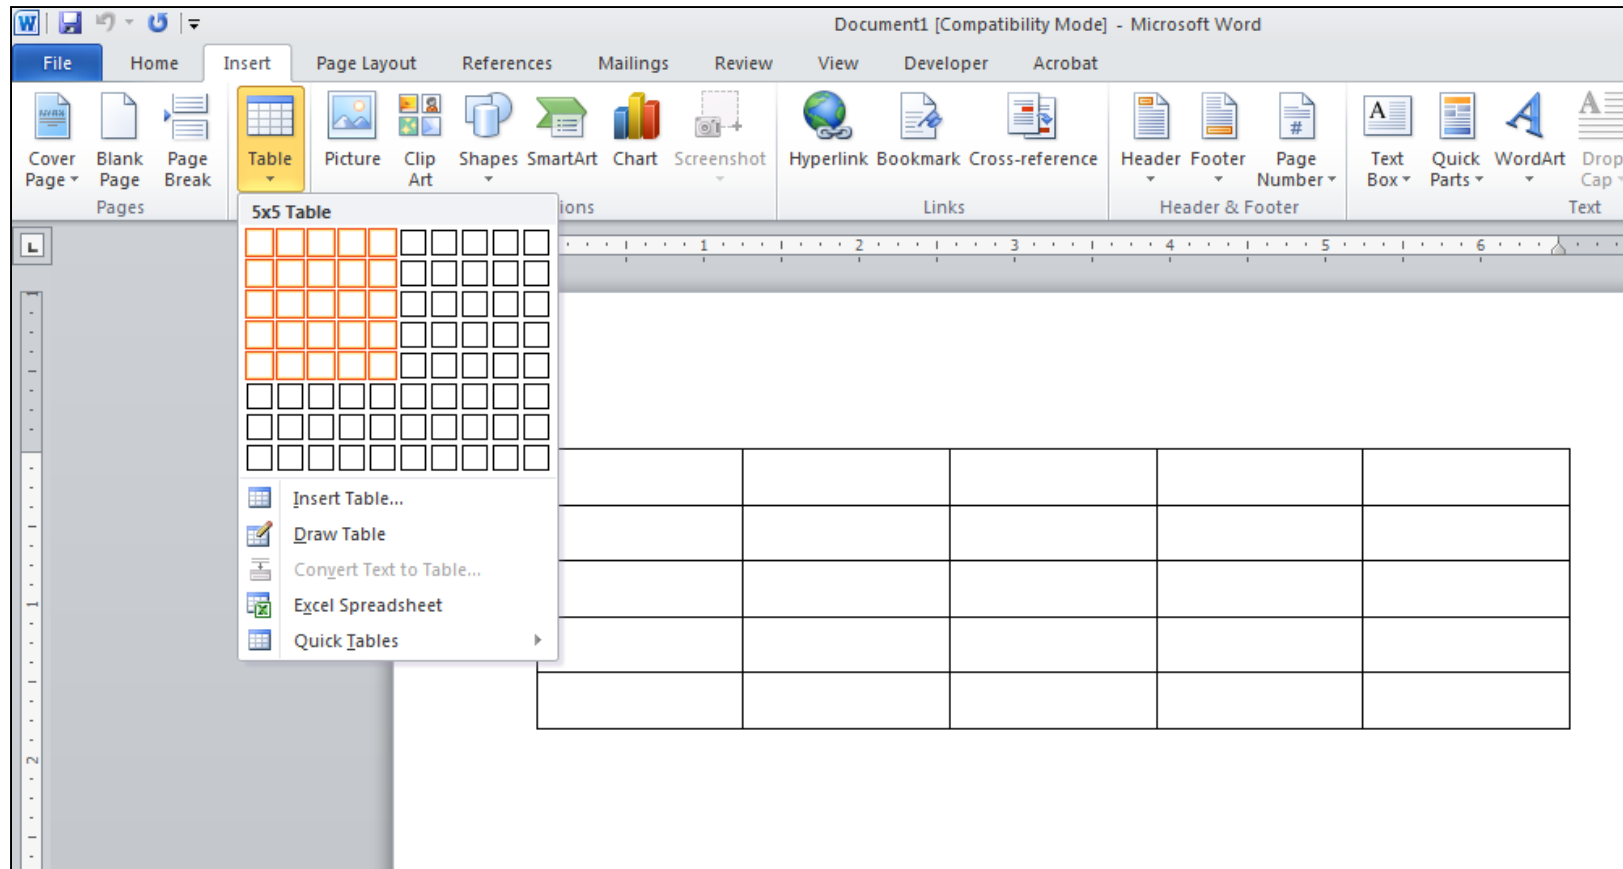 Document1 [Compatibility Mode] - Microsoft Word
File Home Insert Page Layout References Mailings Review View Developer Acrobat
Cover Page Blank Page Page Break Table Picture Clip Art Shapes SmartArt Chart Screenshot Hyperlink Bookmark Cross-reference Header Footer Page Number Text Box Quick Parts WordArt Drop Cap
Pages ions Links Header & Footer Text
5x5 Table
1 2 3 4 5 6
Insert Table...
Draw Table
Convert Text to Table...
Excel Spreadsheet
Quick Tables
1
2